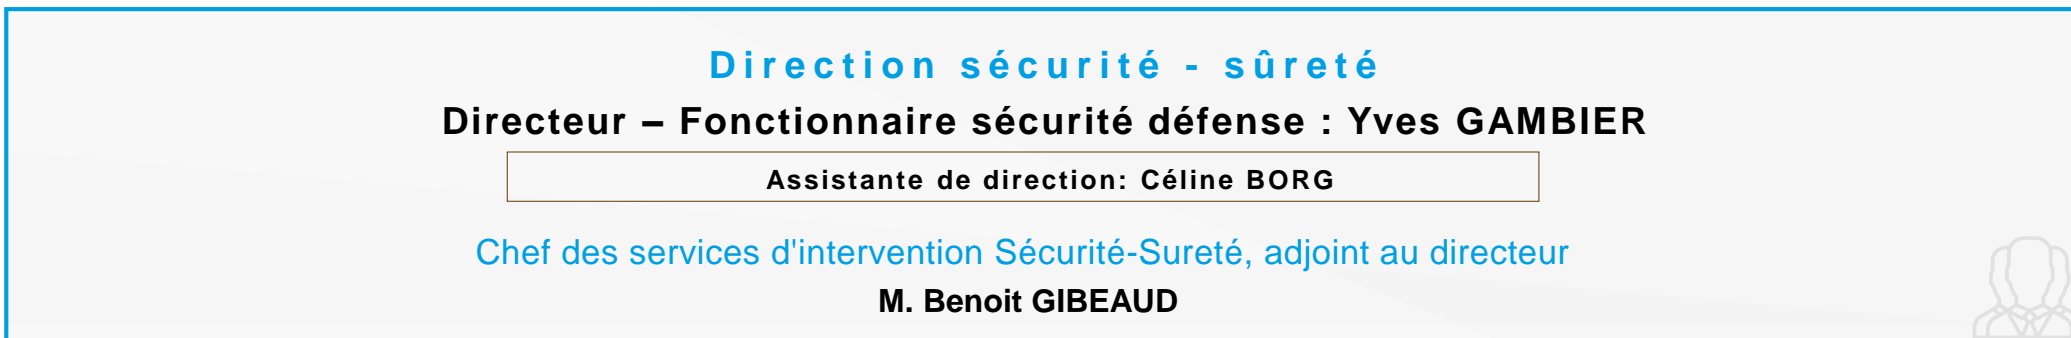 Direction sécurité - sûreté
Directeur – Fonctionnaire sécurité défense : Yves GAMBIER
Assistante de direction: Céline BORG
Chef des services d'intervention Sécurité-Sureté, adjoint au directeur
M. Benoit GIBEAUD